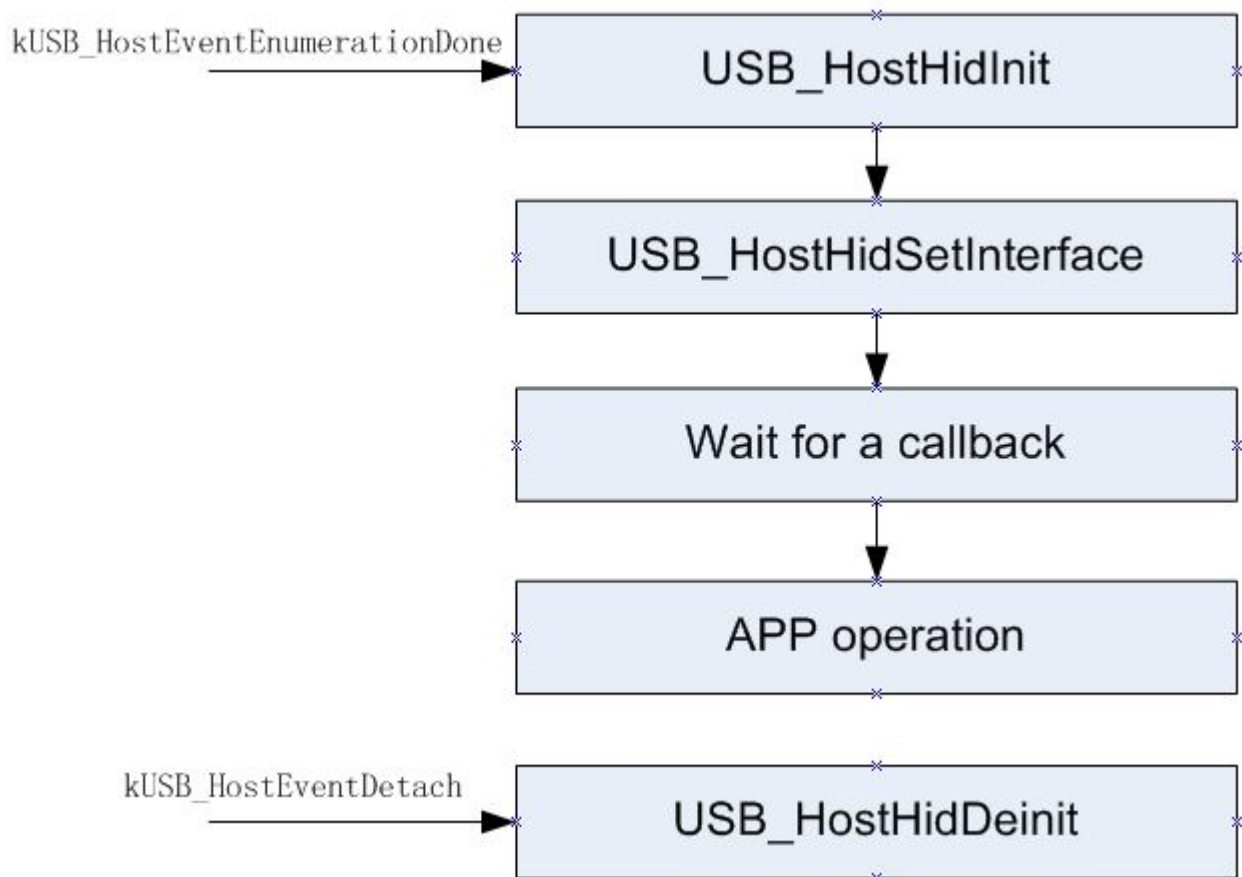 kUSB_HostEventEnumerationDone
USB_HostHidInit
USB_HostHidSetInterface
Wait for a callback
APP operation
kUSB_HostEventDetach
USB_HostHidDeinit